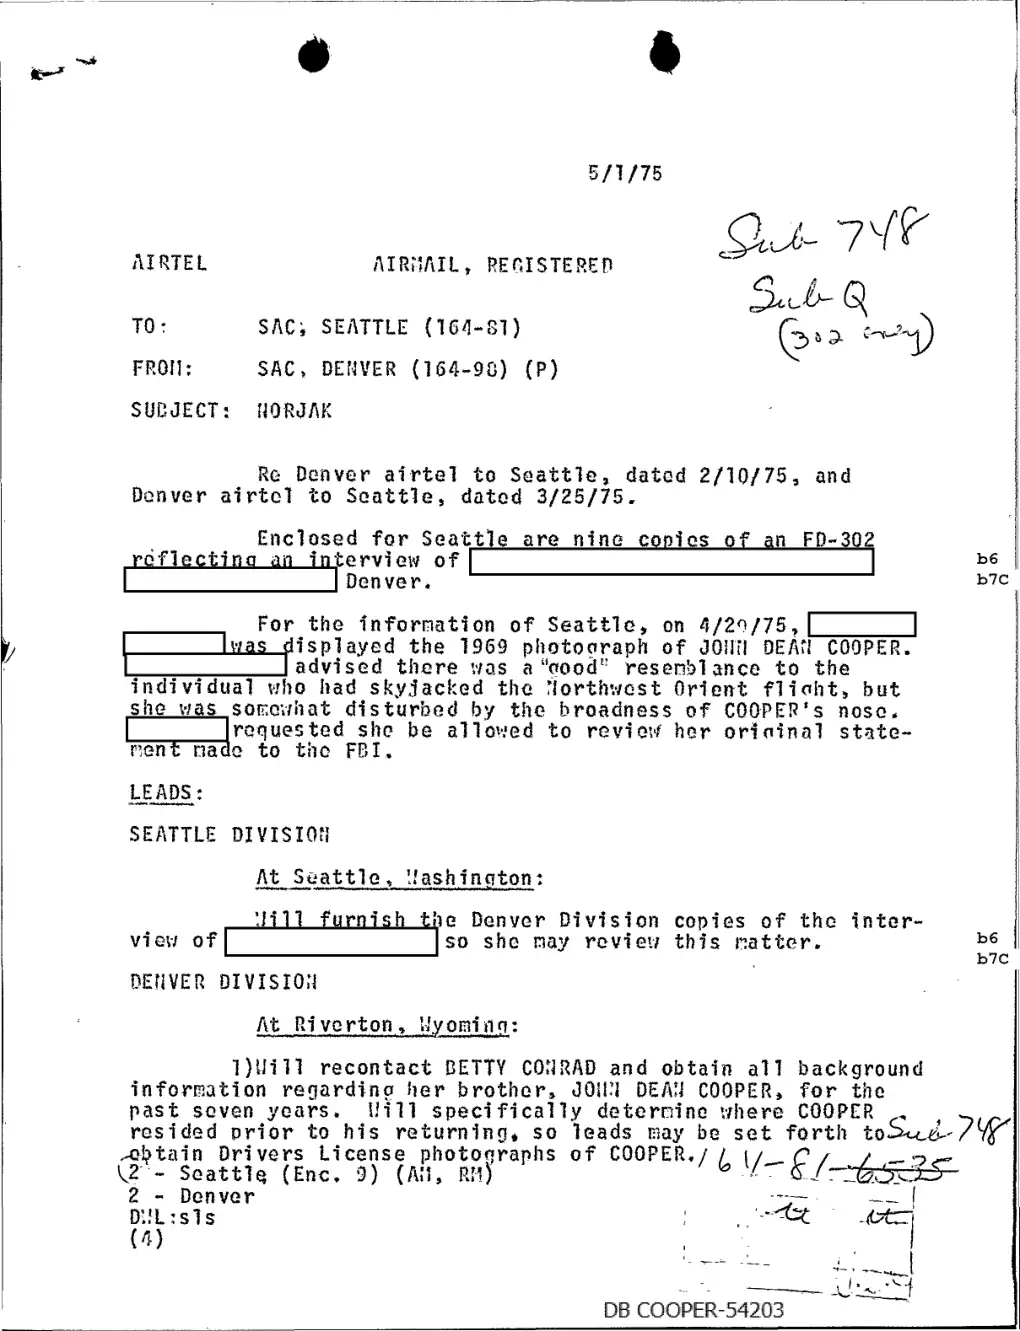 5/1/75
Sub 748
AIRTEL AIRMAIL, REGISTERED
Sub Q
(302 only)
TO: SAC, SEATTLE (164-81)
FROM: SAC, DENVER (164-98) (P)
SUBJECT: NORJAK
Re Denver airtel to Seattle, dated 2/10/75, and
Denver airtel to Seattle, dated 3/25/75.
Enclosed for Seattle are nine copies of an FD-302
reflecting an interview of
b6
Denver.
b7C
For the information of Seattle, on 4/29/75,
was displayed the 1969 photograph of JOHN DEAN COOPER.
advised there was a "good" resemblance to the
individual who had skyjacked the Northwest Orient flight, but
she was somewhat disturbed by the broadness of COOPER's nose.
requested she be allowed to review her original state-
ment made to the FBI.
LEADS:
SEATTLE DIVISION
At Seattle, Washington:
Will furnish the Denver Division copies of the inter-
view of so she may review this matter.
b6
b7C
DENVER DIVISION
At Riverton, Wyoming:
1)Will recontact BETTY CONRAD and obtain all background
information regarding her brother, JOHN DEAN COOPER, for the
past seven years. Will specifically determine where COOPER
resided prior to his returning, so leads may be set forth to
Sub 748
obtain Drivers License photographs of COOPER.
164-81-6535
2 - Seattle (Enc. 9) (AM, RM)
2 - Denver
DWL:sls
(4)
DB COOPER-54203